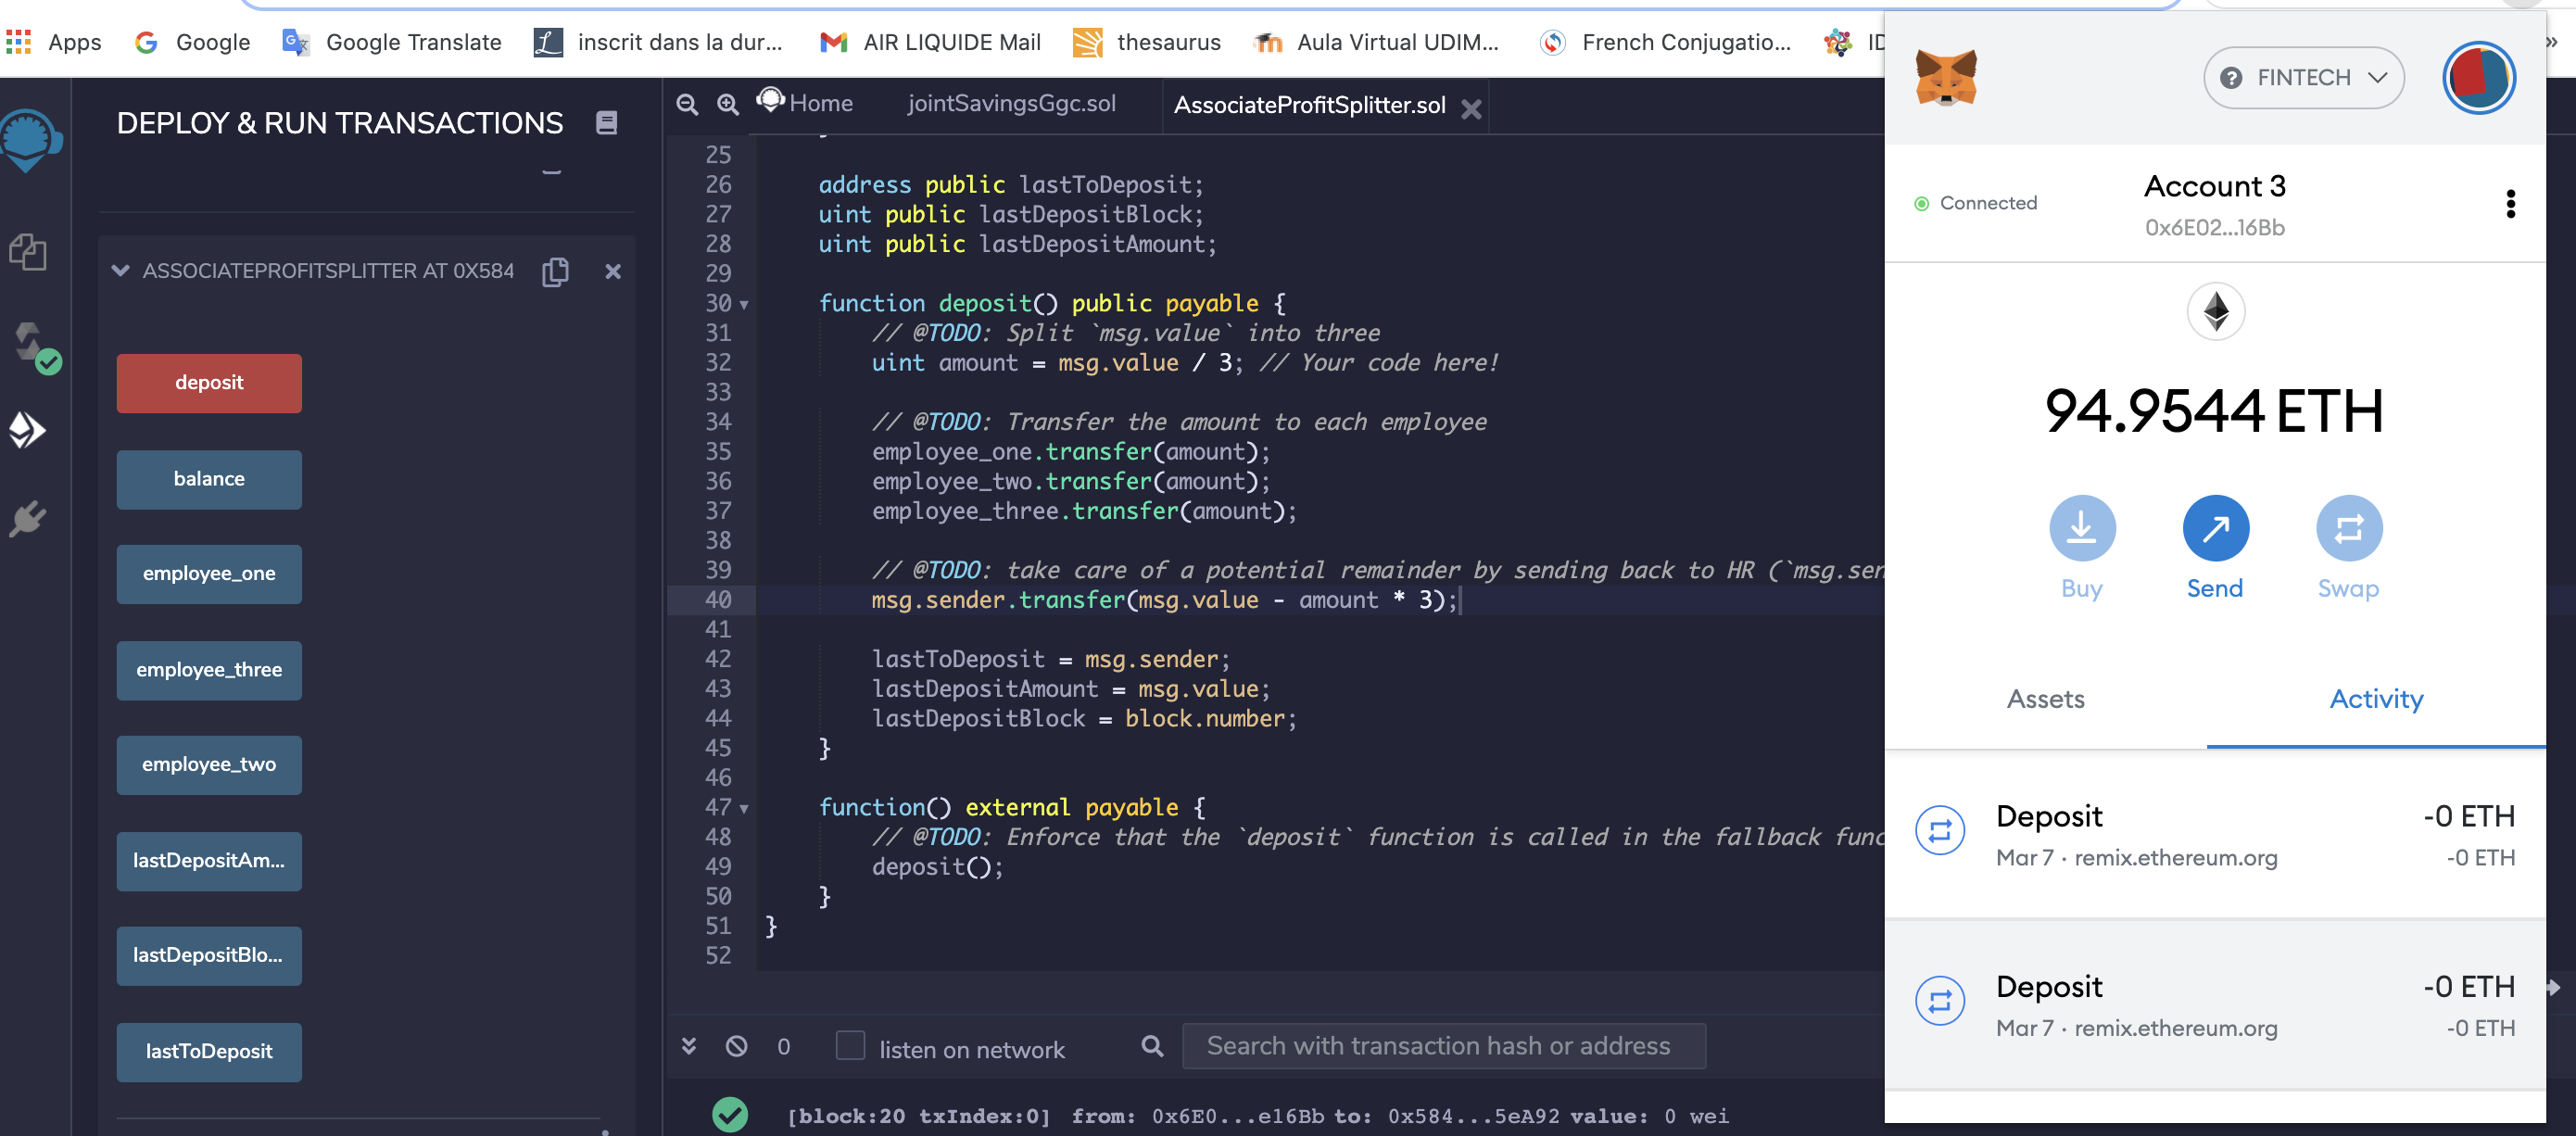 Apps
Google
Google Translate
inscrit dans la dur...
AIR LIQUIDE Mail
thesaurus
Aula Virtual UDIM...
French Conjugatio...
»
DEPLOY & RUN TRANSACTIONS
ASSOCIATEPROFITSPLITTER AT 0X584
deposit
balance
employee_one
employee_three
employee_two
lastDepositAm...
lastDepositBlo...
lastToDeposit
Home
jointSavingsGgc.sol
AssociateProfitSplitter.sol
25
26 address public lastToDeposit;
27 uint public lastDepositBlock;
28 uint public lastDepositAmount;
29
30 function deposit() public payable {
31 // @TODO: Split `msg.value` into three
32 uint amount = msg.value / 3; // Your code here!
33
34 // @TODO: Transfer the amount to each employee
35 employee_one.transfer(amount);
36 employee_two.transfer(amount);
37 employee_three.transfer(amount);
38
39 // @TODO: take care of a potential remainder by sending back to HR (`msg.sen
40 msg.sender.transfer(msg.value - amount * 3);
41
42 lastToDeposit = msg.sender;
43 lastDepositAmount = msg.value;
44 lastDepositBlock = block.number;
45 }
46
47 function() external payable {
48 // @TODO: Enforce that the `deposit` function is called in the fallback func
49 deposit();
50 }
51 }
52
0
listen on network
Search with transaction hash or address
[block:20 txIndex:0] from: 0x6E0...e16Bb to: 0x584...5eA92 value: 0 wei
FINTECH
Connected
Account 3
0x6E02...16Bb
94.9544 ETH
Buy
Send
Swap
Assets
Activity
Deposit
-0 ETH
Mar 7 · remix.ethereum.org
-0 ETH
Deposit
-0 ETH
Mar 7 · remix.ethereum.org
-0 ETH